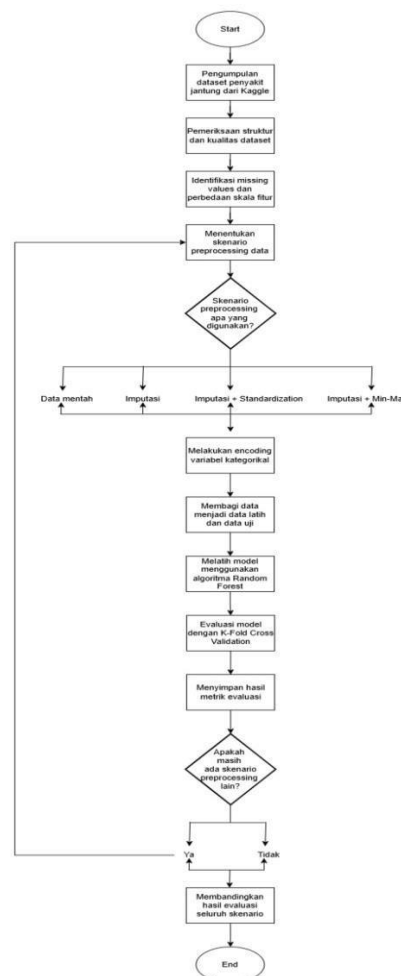 Start
Pengumpulan
dataset penyakit
jantung dari Kaggle
Pemeriksaan struktur
dan kualitas dataset
Identifikasi missing
values dan
perbedaan skala fitur
Menentukan
skenario
preprocessing data
Skenario
preprocessing
apa yang
digunakan?
Data mentah
Imputasi
Imputasi + Standardization
Imputasi + Min-Ma
Melakukan encoding
variabel kategorikal
Membagi data
menjadi data latih
dan data uji
Melatih model
menggunakan
algoritma Random
Forest
Evaluasi model
dengan K-Fold Cross
Validation
Menyimpan hasil
metrik evaluasi
Apakah
masih
ada skenario
preprocessing
lain?
Ya
Tidak
Membandingkan
hasil evaluasi
seluruh skenario
End